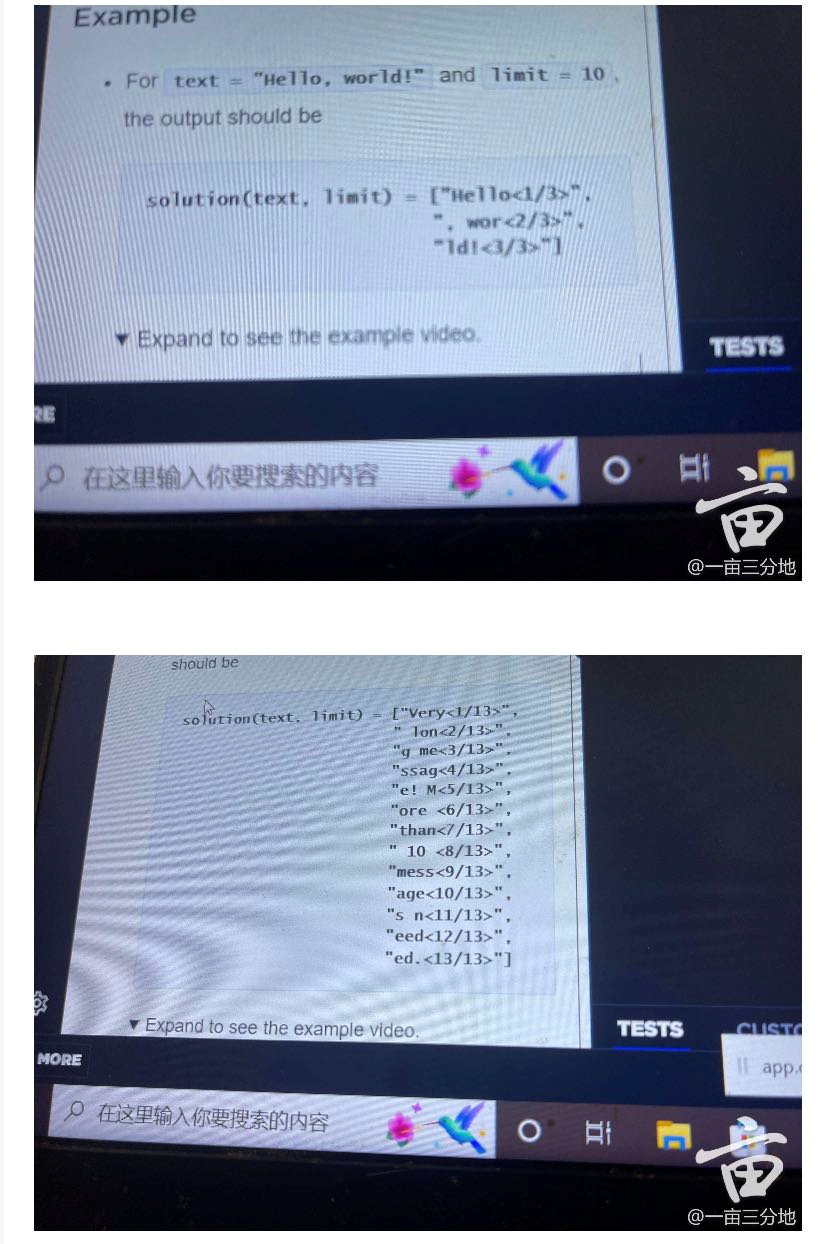 Example
• For text = "Hello, world!" and limit = 10,
the output should be
solution(text, limit) = ["Hello<1/3>",
", wor<2/3>",
"ld!<3/3>"]
▼ Expand to see the example video.
TESTS
RE
在这里输入你要搜索的内容
亩
@一亩三分地
should be
solution(text, limit) = ["Very<1/13>",
" lon<2/13>",
"g me<3/13>",
"ssag<4/13>",
"e! M<5/13>",
"ore <6/13>",
"than<7/13>",
" 10 <8/13>",
"mess<9/13>",
"age<10/13>",
"s n<11/13>",
"eed<12/13>",
"ed.<13/13>"]
▼ Expand to see the example video.
TESTS
CUSTO
MORE
app.
在这里输入你要搜索的内容
亩
@一亩三分地